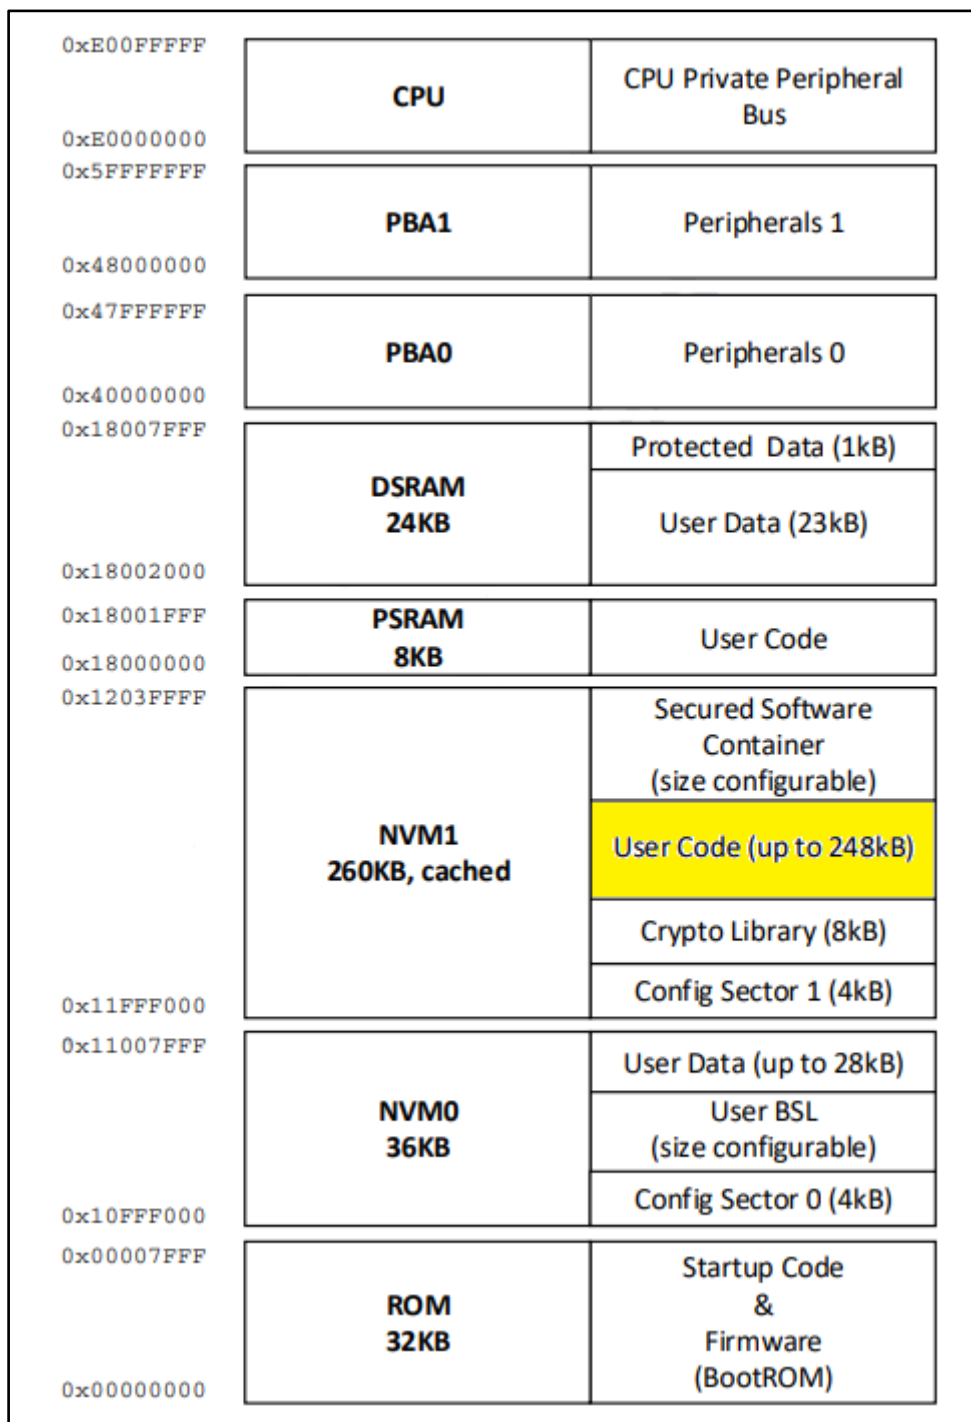 0xE00FFFFF
CPU
CPU Private Peripheral
Bus
0xE0000000
0x5FFFFFFF
PBA1
Peripherals 1
0x48000000
0x47FFFFFF
PBA0
Peripherals 0
0x40000000
0x18007FFF
Protected Data (1kB)
DSRAM
24KB
User Data (23kB)
0x18002000
0x18001FFF
PSRAM
8KB
User Code
0x18000000
0x1203FFFF
Secured Software
Container
(size configurable)
NVM1
260KB, cached
User Code (up to 248kB)
Crypto Library (8kB)
Config Sector 1 (4kB)
0x11FFF000
0x11007FFF
User Data (up to 28kB)
NVM0
36KB
User BSL
(size configurable)
Config Sector 0 (4kB)
0x10FFF000
0x00007FFF
ROM
32KB
Startup Code
&
Firmware
(BootROM)
0x00000000